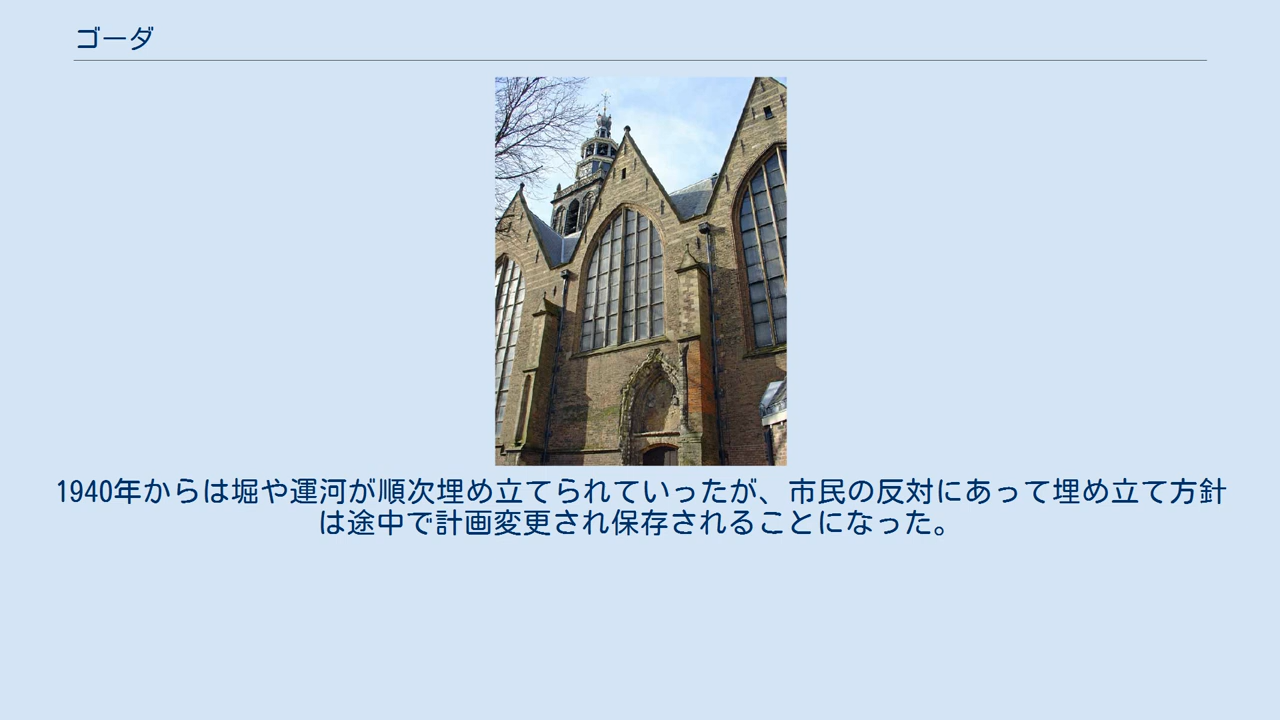 ゴーダ
1940年からは堀や運河が順次埋め立てられていったが、市民の反対にあって埋め立て方針
は途中で計画変更され保存されることになった。